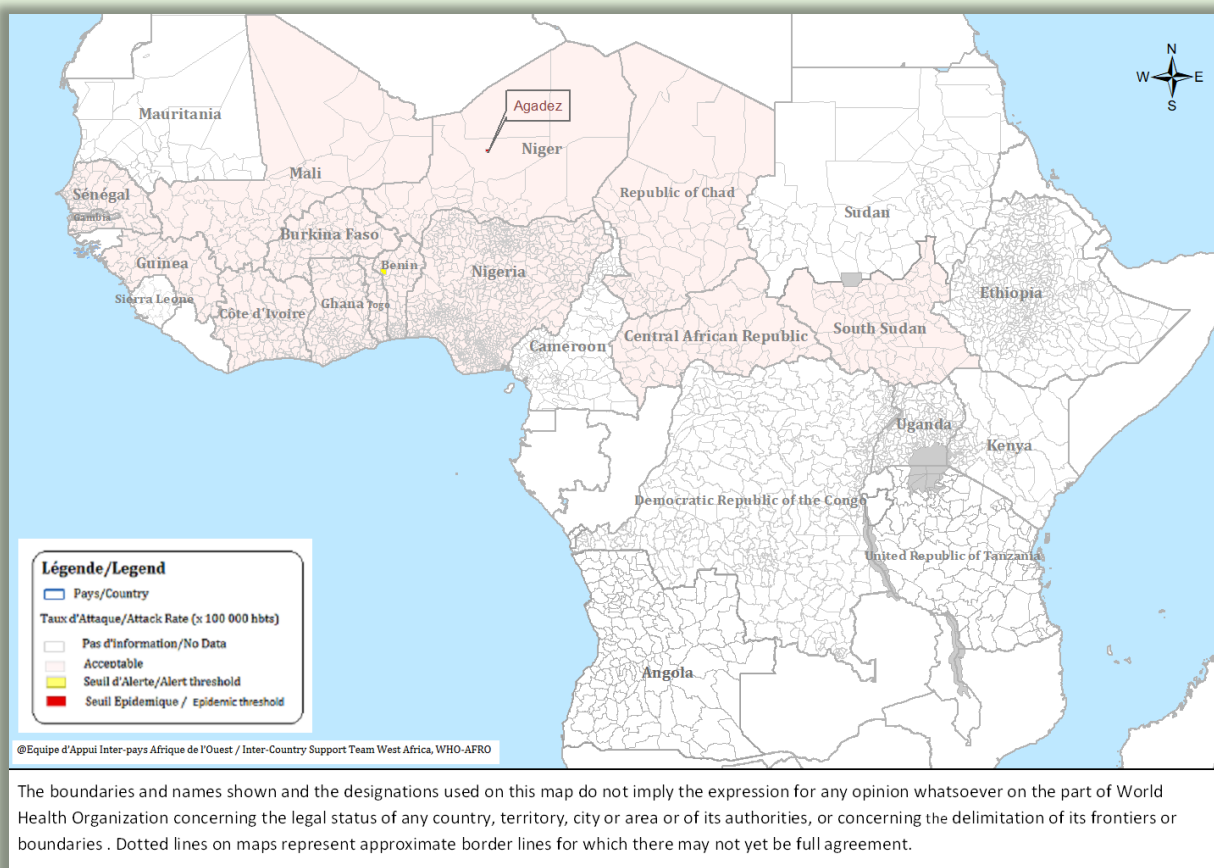 N
W E
S
Agadez
Mauritania
Niger
Mali
Republic of Chad
Sénégal
Sudan
Gambia
Burkina Faso
Benin
Guinea
Nigeria
Ethiopia
Sierra Leone
Ghana Togo
Côte d'Ivoire
South Sudan
Central African Republic
Cameroon
Uganda
Kenya
Democratic Republic of the Congo
United Republic of Tanzania
Angola
Légende/Legend
Pays/Country
Taux d'Attaque/Attack Rate (x 100 000 hbts)
Pas d'information/No Data
Acceptable
Seuil d'Alerte/Alert threshold
Seuil Epidemique / Epidemic threshold
@Equipe d'Appui Inter-pays Afrique de l'Ouest / Inter-Country Support Team West Africa, WHO-AFRO
The boundaries and names shown and the designations used on this map do not imply the expression for any opinion whatsoever on the part of World
Health Organization concerning the legal status of any country, territory, city or area or of its authorities, or concerning the delimitation of its frontiers or
boundaries . Dotted lines on maps represent approximate border lines for which there may not yet be full agreement.